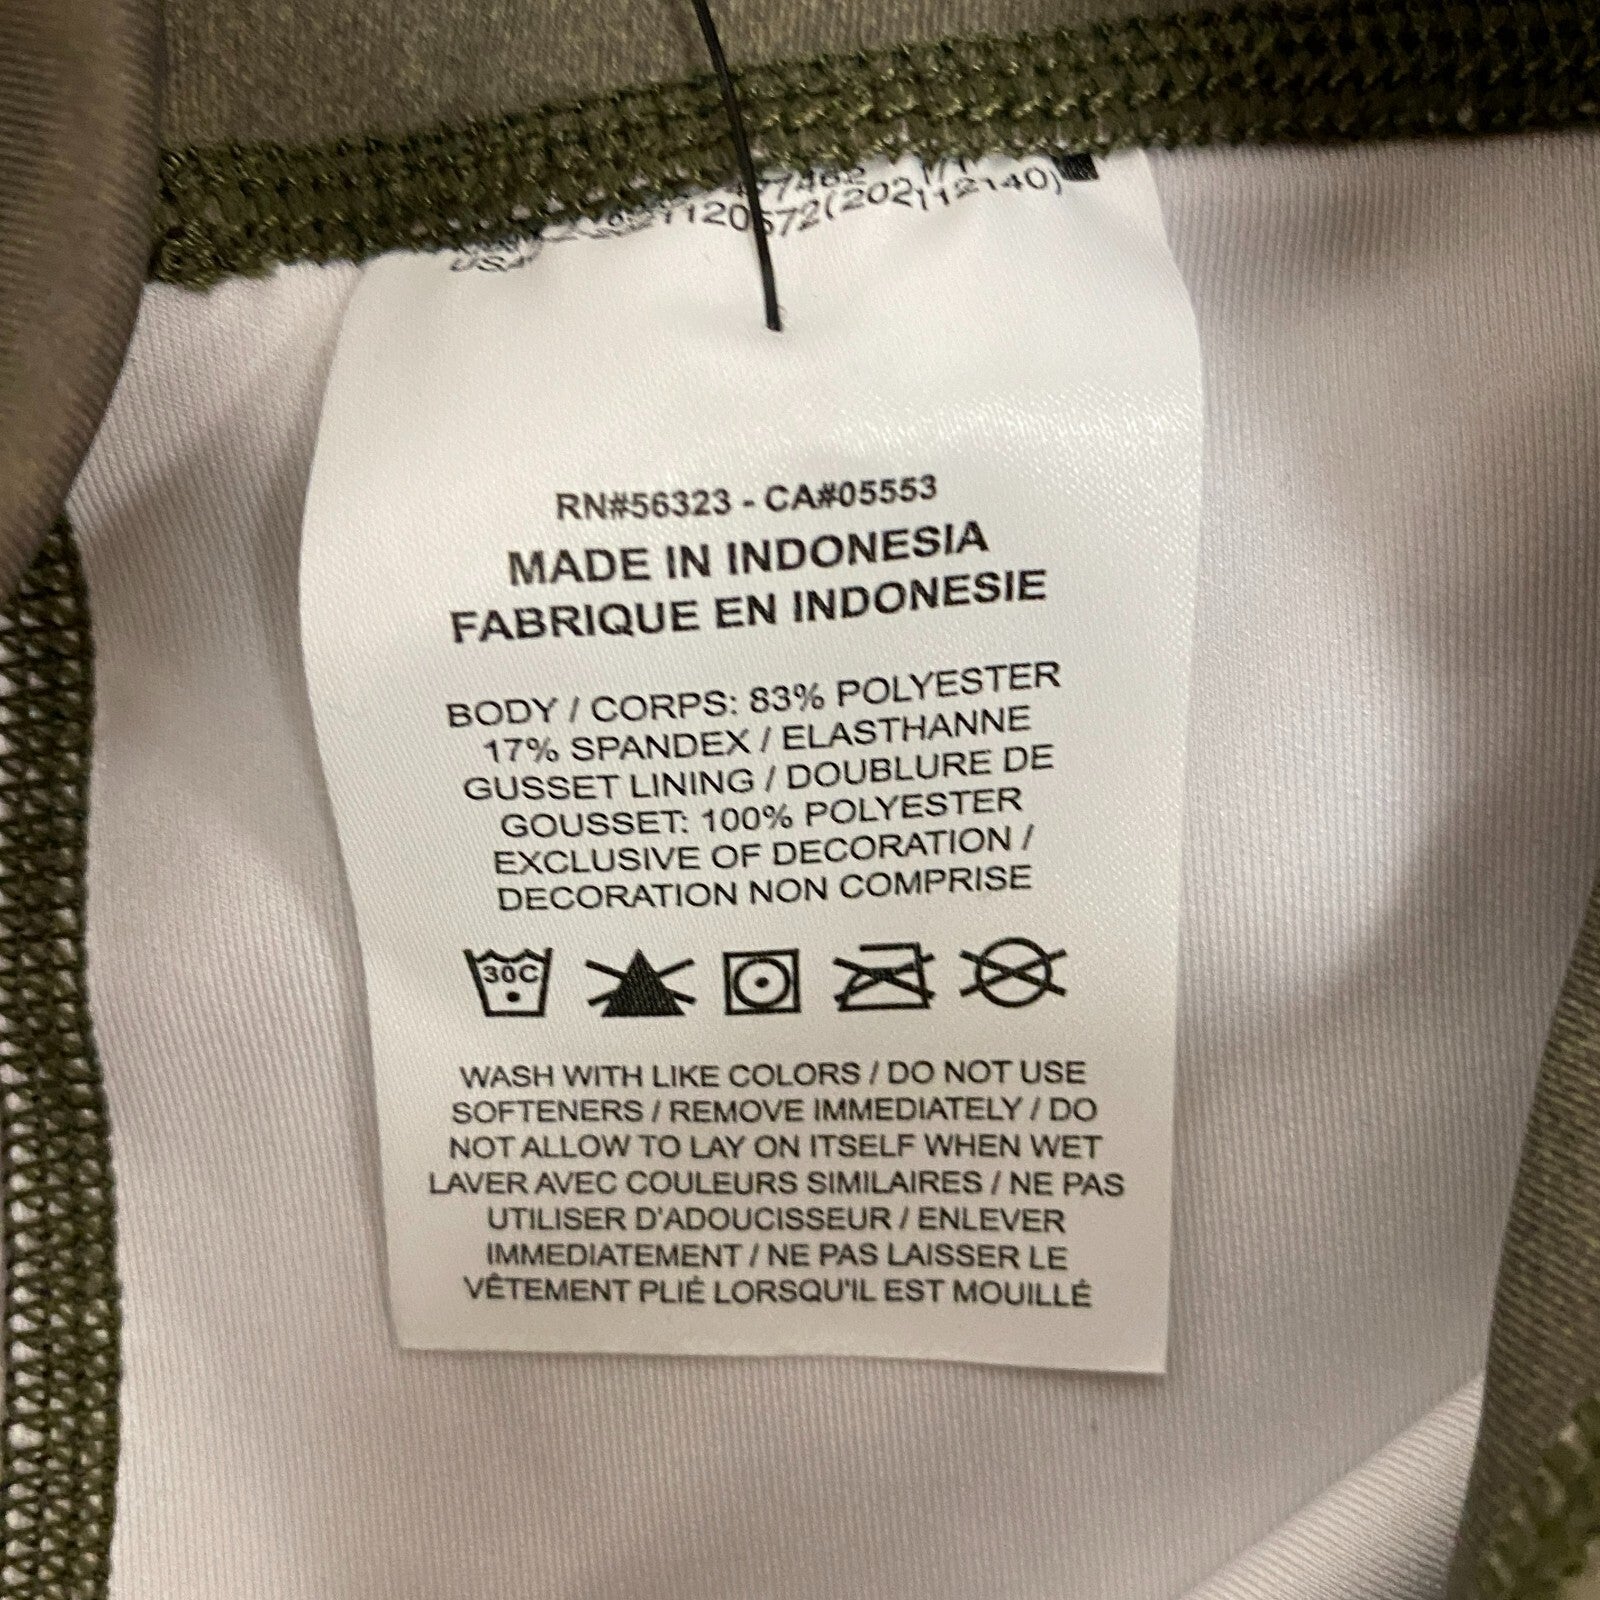 (202112140)
USA
RN#56323 - CA#05553
MADE IN INDONESIA
FABRIQUE EN INDONESIE
BODY / CORPS: 83% POLYESTER
17% SPANDEX / ELASTHANNE
GUSSET LINING / DOUBLURE DE
GOUSSET: 100% POLYESTER
EXCLUSIVE OF DECORATION /
DECORATION NON COMPRISE
30C
WASH WITH LIKE COLORS / DO NOT USE
SOFTENERS / REMOVE IMMEDIATELY / DO
NOT ALLOW TO LAY ON ITSELF WHEN WET
LAVER AVEC COULEURS SIMILAIRES / NE PAS
UTILISER D'ADOUCISSEUR / ENLEVER
IMMEDIATEMENT / NE PAS LAISSER LE
VÊTEMENT PLIÉ LORSQU'IL EST MOUILLÉ